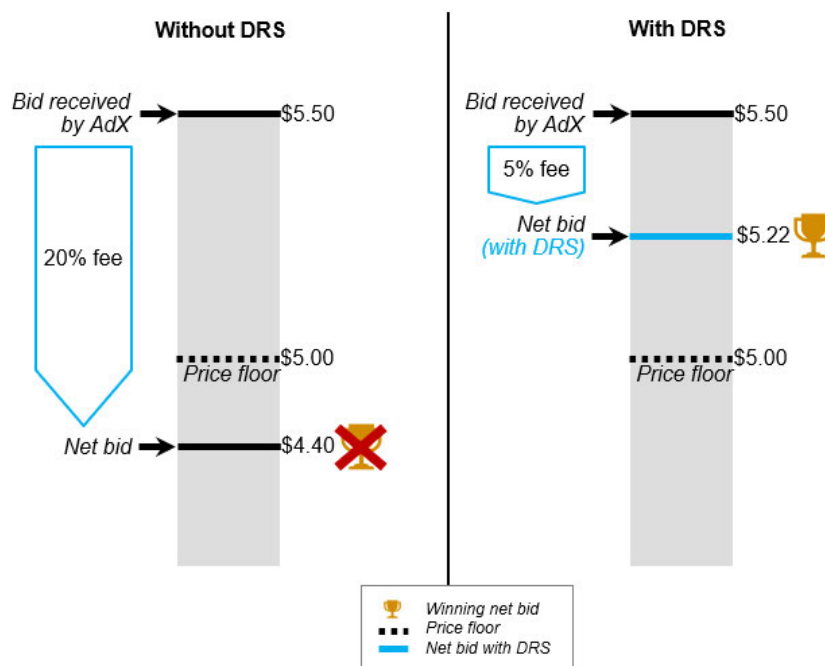 Without DRS
Bid received
by AdX
$5.50
20% fee
$5.00
Price floor
Net bid
$4.40
With DRS
Bid received
by AdX
$5.50
5% fee
Net bid
(with DRS)
$5.22
$5.00
Price floor
Winning net bid
Price floor
Net bid with DRS